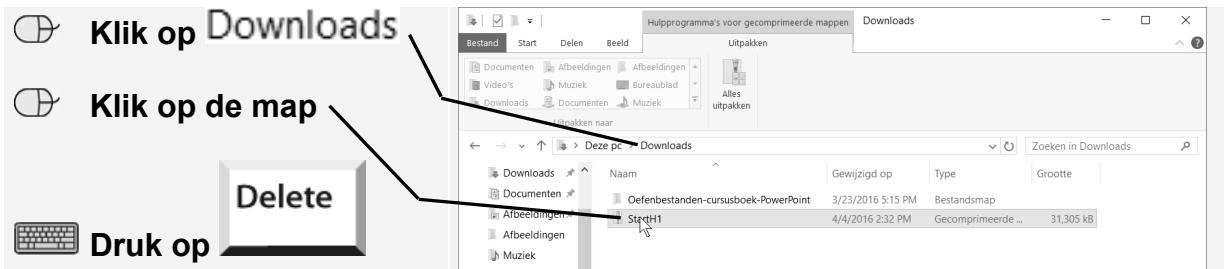 Klik op Downloads
Klik op de map
Delete
Druk op
Hulpprogramma's voor gecomprimeerde mappen Downloads
Bestand Start Delen Beeld Uitpakken
Documenten Afbeeldingen Afbeeldingen
Video's Muziek Bureaublad
Downloads Documenten Muziek
Alles
uitpakken
Uitpakken naar
Deze pc > Downloads
Zoeken in Downloads
Naam Gewijzigd op Type Grootte
Downloads
Documenten
Afbeeldingen
Afbeeldingen
Muziek
Oefenbestanden-cursusboek-PowerPoint 3/23/2016 5:15 PM Bestandsmap
StartH1 4/4/2016 2:32 PM Gecomprimeerde ... 31,305 kB